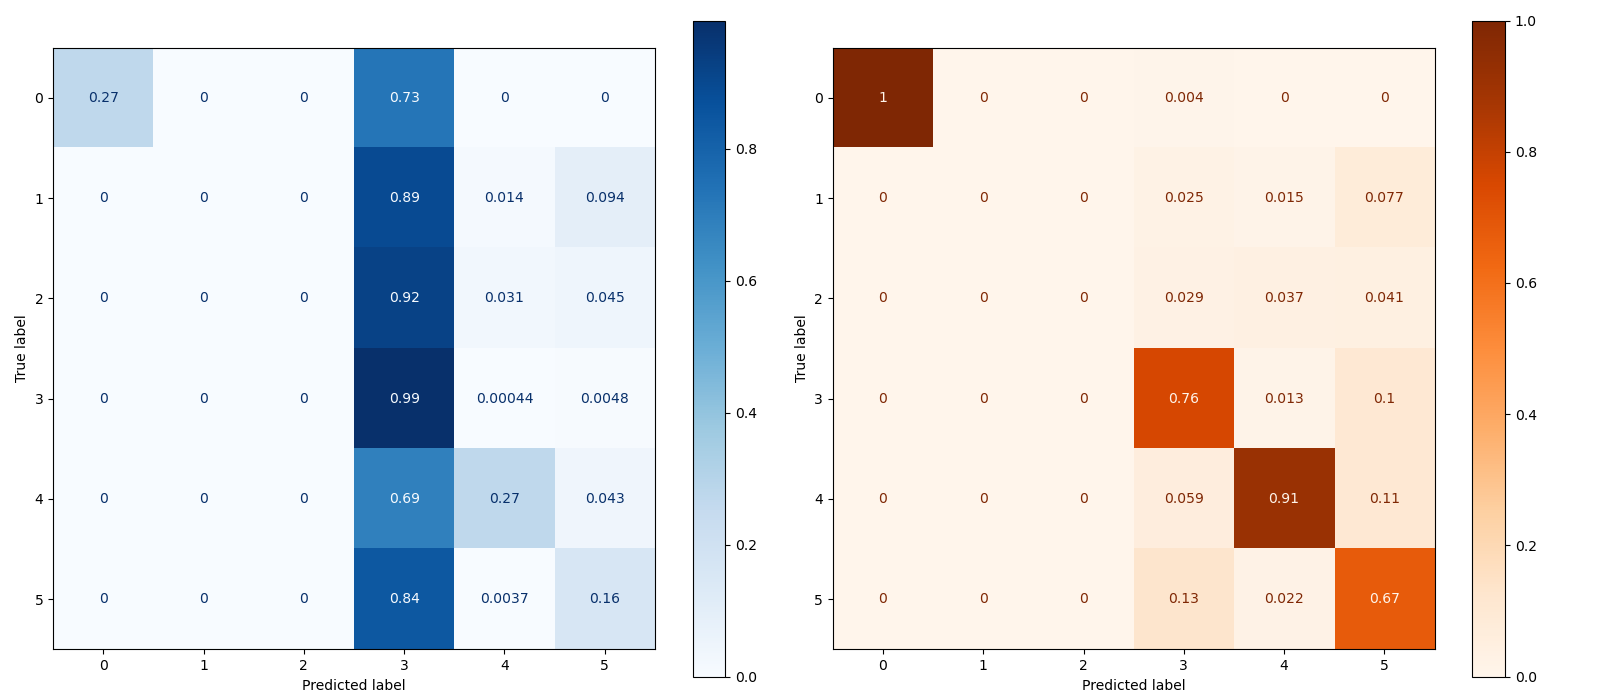 0 0.27 0 0 0.73 0 0
1 0 0 0 0.89 0.014 0.094
2 0 0 0 0.92 0.031 0.045
3 0 0 0 0.99 0.00044 0.0048
4 0 0 0 0.69 0.27 0.043
5 0 0 0 0.84 0.0037 0.16
0 1 2 3 4 5
True label
Predicted label
0.8
0.6
0.4
0.2
0.0
0 1 0 0 0.004 0 0
1 0 0 0 0.025 0.015 0.077
2 0 0 0 0.029 0.037 0.041
3 0 0 0 0.76 0.013 0.1
4 0 0 0 0.059 0.91 0.11
5 0 0 0 0.13 0.022 0.67
0 1 2 3 4 5
True label
Predicted label
1.0
0.8
0.6
0.4
0.2
0.0